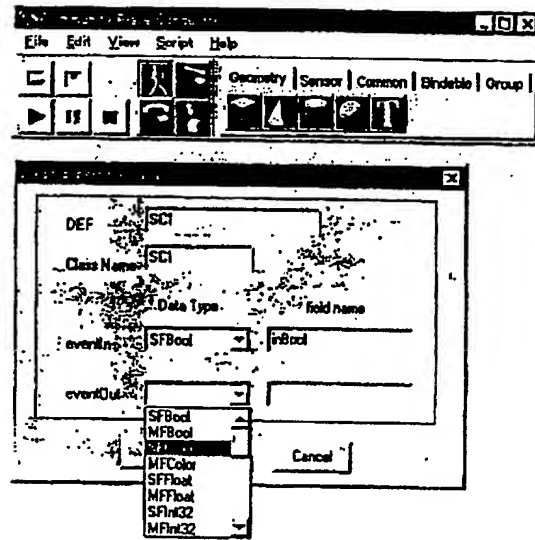 File Edit View Script Help
Geometry Sensor Common Bindable Group
DEF SC1
Class Name SC1
Data Type field name
eventIn SFBool inBool
eventOut
SFBool
MFBool
MFColor
SFFloat
MFFloat
SFInt32
MFInt32
Cancel